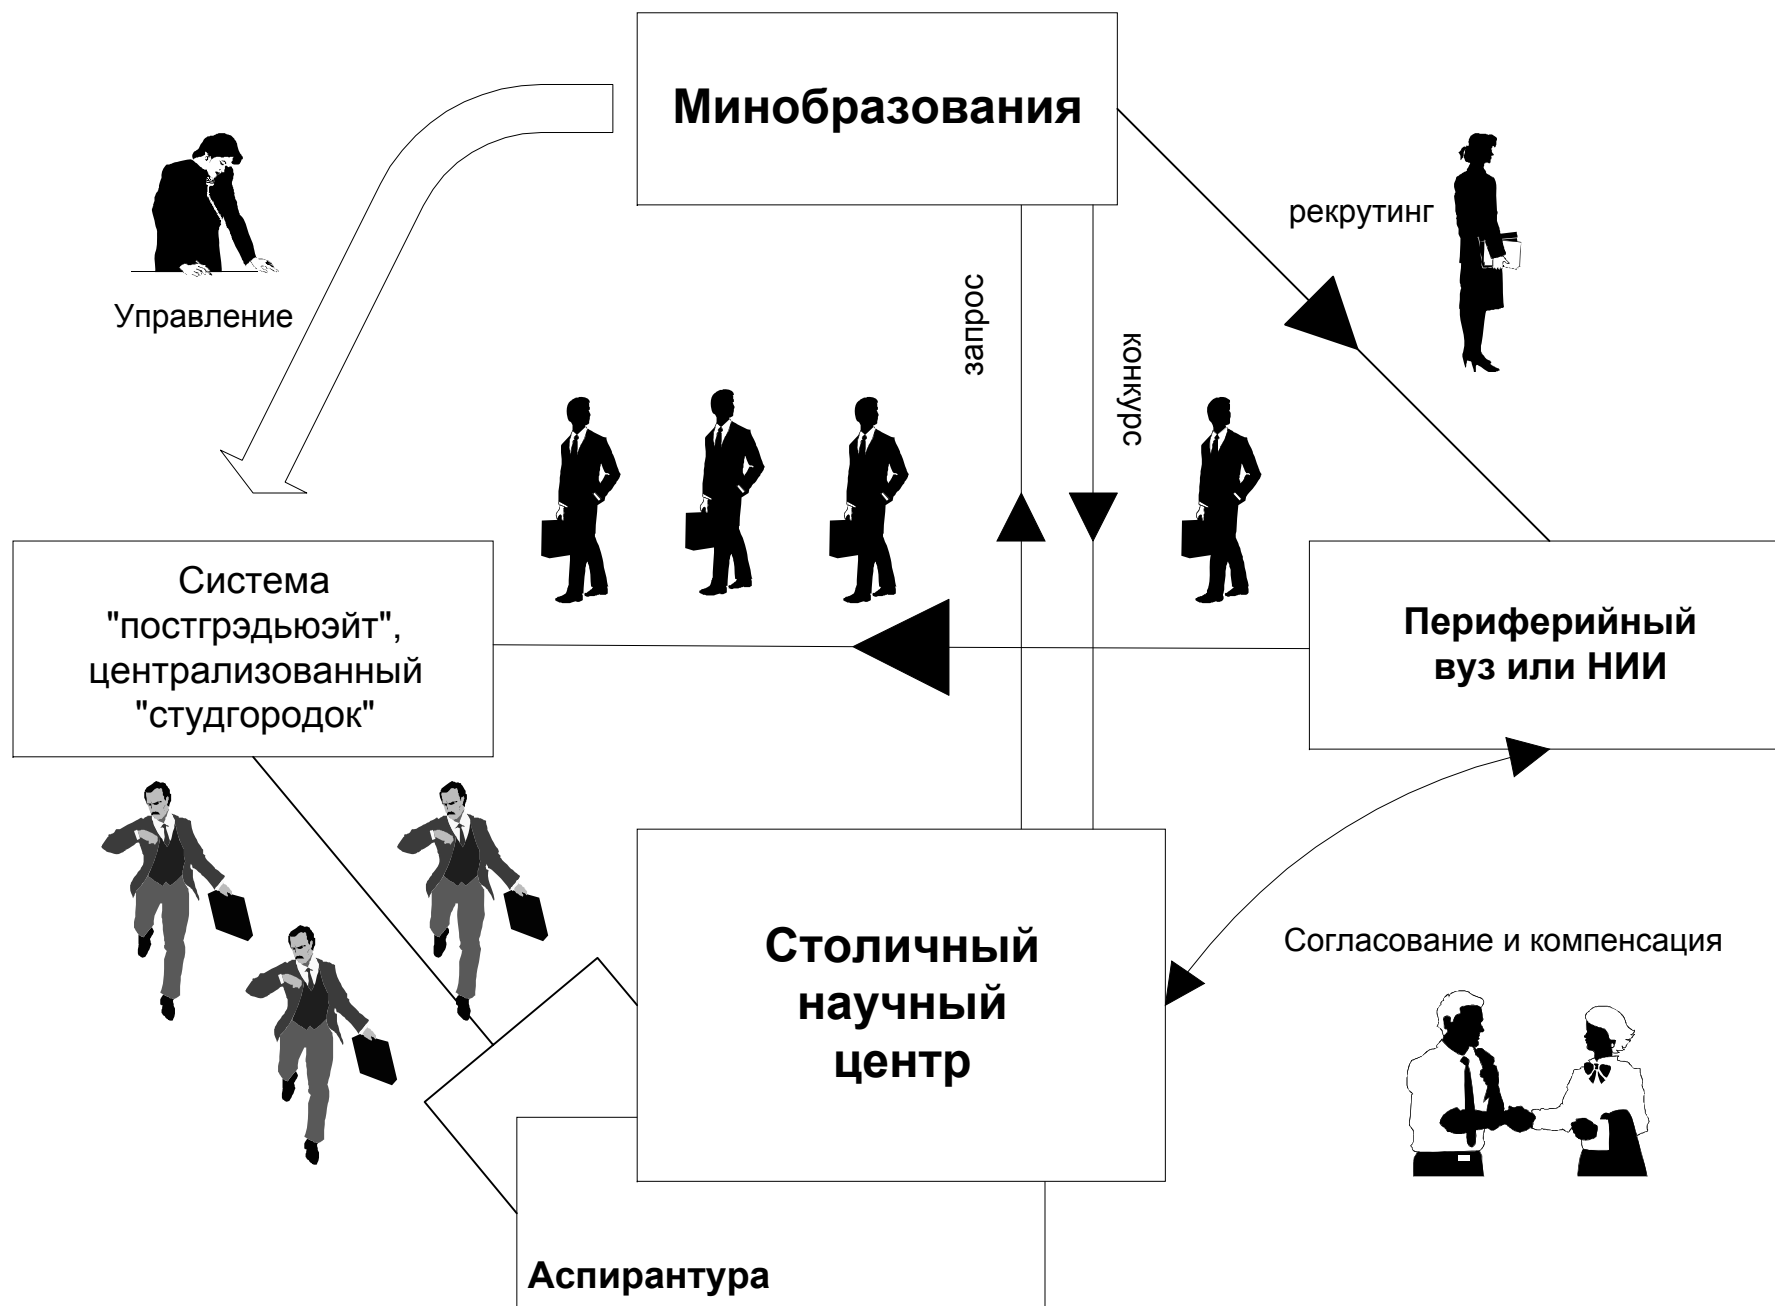 Минобразования
рекрутинг
Управление
запрос
конкурс
Система
"постгрэдьюэйт",
централизованный
"студгородок"
Периферийный
вуз или НИИ
Столичный
научный
центр
Согласование и компенсация
Аспирантура